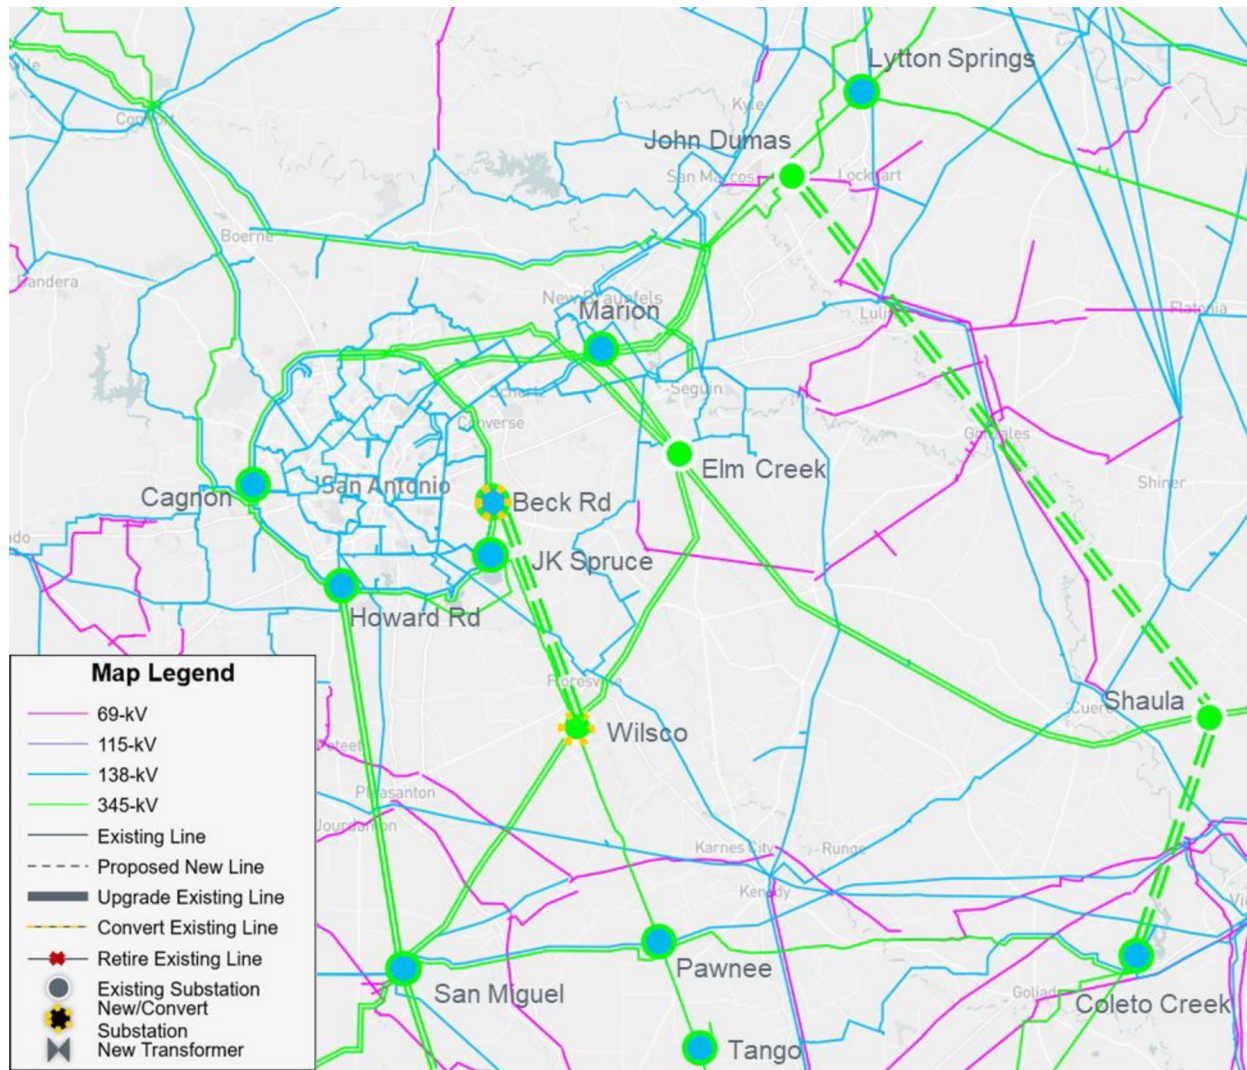 Lytton Springs
Kyle
Comfort
John Dumas
San Marcos
Lockhart
Boerne
Bandera
New Braunfels
Marion
Luling
Flatonia
Schertz
Seguin
Converse
Gonzales
Elm Creek
San Antonio
Cagnon
Shiner
Beck Rd
JK Spruce
Howard Rd
Floresville
Shaula
Cuero
Wilsco
Poteet
Pleasanton
Jourdanton
Karnes City
Runge
Kenedy
Pawnee
San Miguel
Goliad
Coleto Creek
Tango
Map Legend
69-kV
115-kV
138-kV
345-kV
Existing Line
Proposed New Line
Upgrade Existing Line
Convert Existing Line
Retire Existing Line
Existing Substation
New/Convert
Substation
New Transformer